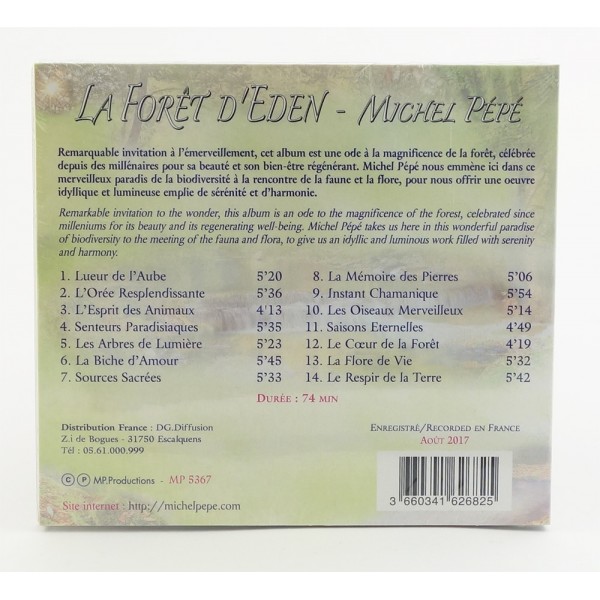 LA FORÊT D'EDEN - MICHEL PÉPÉ
Remarquable invitation à l'émerveillement, cet album est une ode à la magnificence de la forêt, célébrée
depuis des millénaires pour sa beauté et son bien-être régénérant. Michel Pépé nous emmène ici dans ce
merveilleux paradis de la biodiversité à la rencontre de la faune et la flore, pour nous offrir une oeuvre
idyllique et lumineuse emplie de sérénité et d'harmonie.
Remarkable invitation to the wonder, this album is an ode to the magnificence of the forest, celebrated since
milleniums for its beauty and its regenerating well-being. Michel Pépé takes us here in this wonderful paradise
of biodiversity to the meeting of the fauna and flora, to give us an idyllic and luminous work filled with serenity
and harmony.
1. Lueur de l'Aube 5'20
2. L'Orée Resplendissante 5'36
3. L'Esprit des Animaux 4'13
4. Senteurs Paradisiaques 5'35
5. Les Arbres de Lumière 5'23
6. La Biche d'Amour 5'45
7. Sources Sacrées 5'33
8. La Mémoire des Pierres 5'06
9. Instant Chamanique 5'54
10. Les Oiseaux Merveilleux 5'14
11. Saisons Eternelles 4'49
12. Le Cœur de la Forêt 4'19
13. La Flore de Vie 5'32
14. Le Respir de la Terre 5'42
DURÉE : 74 MIN
Distribution France : DG.Diffusion
Z.i de Bogues - 31750 Escalquens
Tél : 05.61.000.999
ENREGISTRÉ/RECORDED EN FRANCE
AOÛT 2017
© ℗ MP.Productions - MP 5367
Site internet : http://michelpepe.com
3 660341 626825